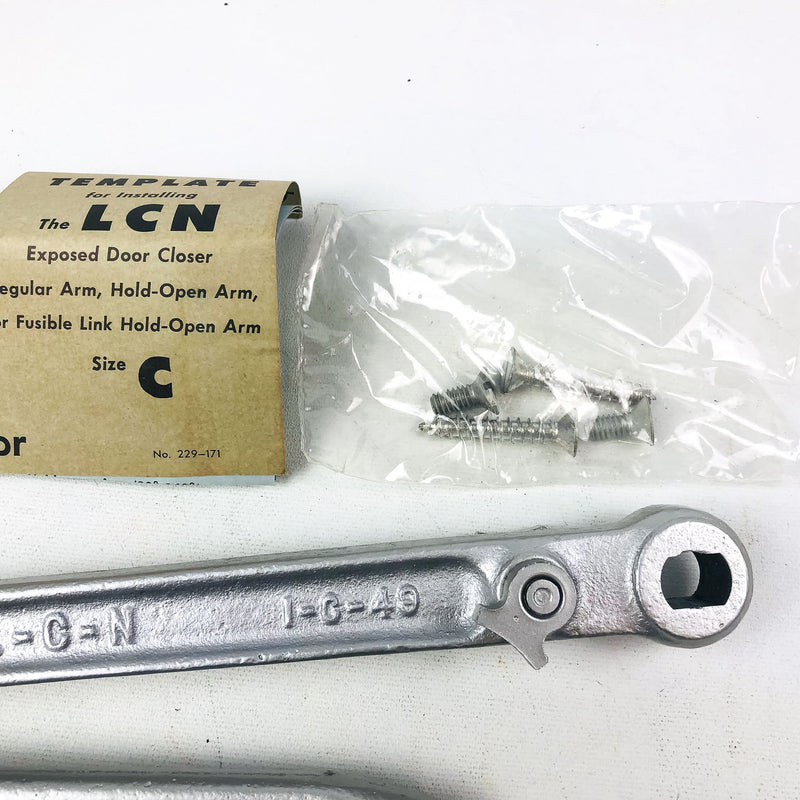 TEMPLATE
for Installing
The LCN
Exposed Door Closer
egular Arm, Hold-Open Arm,
r Fusible Link Hold-Open Arm
Size C
or
No. 229-171
=C=N
1=C=49